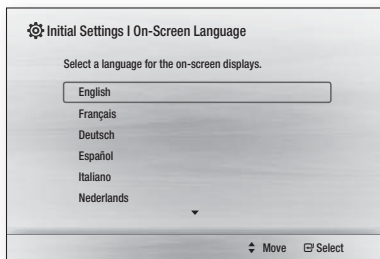 Initial Settings I On-Screen Language
Select a language for the on-screen displays.
English
Français
Deutsch
Español
Italiano
Nederlands
Move Select